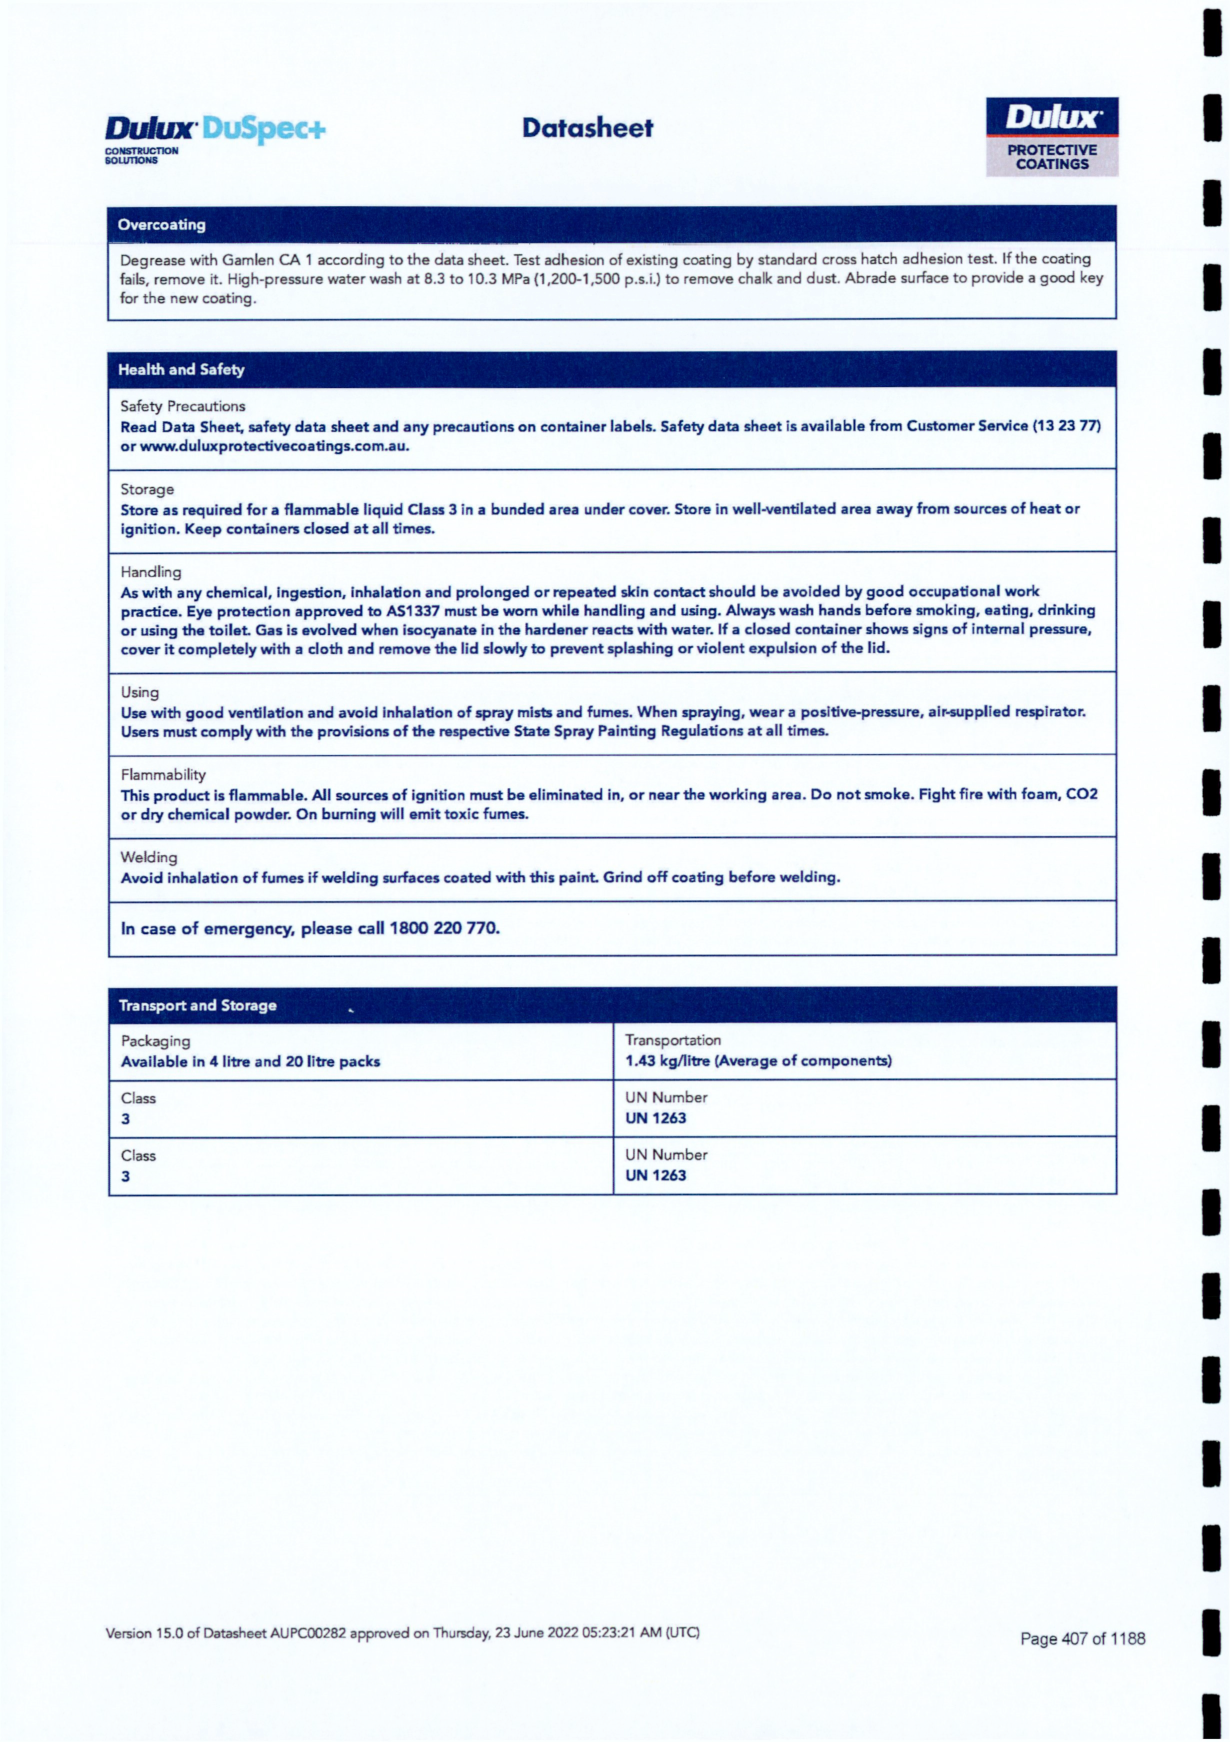 Dulux DuSpec+
CONSTRUCTION
SOLUTIONS
Datasheet
Dulux
PROTECTIVE
COATINGS
Overcoating
Degrease with Gamlen CA 1 according to the data sheet. Test adhesion of existing coating by standard cross hatch adhesion test. If the coating
fails, remove it. High-pressure water wash at 8.3 to 10.3 MPa (1,200-1,500 p.s.i.) to remove chalk and dust. Abrade surface to provide a good key
for the new coating.
Health and Safety
Safety Precautions
Read Data Sheet, safety data sheet and any precautions on container labels. Safety data sheet is available from Customer Service (13 23 77)
or www.duluxprotectivecoatings.com.au.
Storage
Store as required for a flammable liquid Class 3 in a bunded area under cover. Store in well-ventilated area away from sources of heat or
ignition. Keep containers closed at all times.
Handling
As with any chemical, ingestion, inhalation and prolonged or repeated skin contact should be avoided by good occupational work
practice. Eye protection approved to AS1337 must be worn while handling and using. Always wash hands before smoking, eating, drinking
or using the toilet. Gas is evolved when isocyanate in the hardener reacts with water. If a closed container shows signs of internal pressure,
cover it completely with a cloth and remove the lid slowly to prevent splashing or violent expulsion of the lid.
Using
Use with good ventilation and avoid inhalation of spray mists and fumes. When spraying, wear a positive-pressure, air-supplied respirator.
Users must comply with the provisions of the respective State Spray Painting Regulations at all times.
Flammability
This product is flammable. All sources of ignition must be eliminated in, or near the working area. Do not smoke. Fight fire with foam, CO2
or dry chemical powder. On burning will emit toxic fumes.
Welding
Avoid inhalation of fumes if welding surfaces coated with this paint. Grind off coating before welding.
In case of emergency, please call 1800 220 770.
Transport and Storage
Packaging
Available in 4 litre and 20 litre packs
Transportation
1.43 kg/litre (Average of components)
Class
3
UN Number
UN 1263
Class
3
UN Number
UN 1263
Version 15.0 of Datasheet AUPC00282 approved on Thursday, 23 June 2022 05:23:21 AM (UTC)
Page 407 of 1188